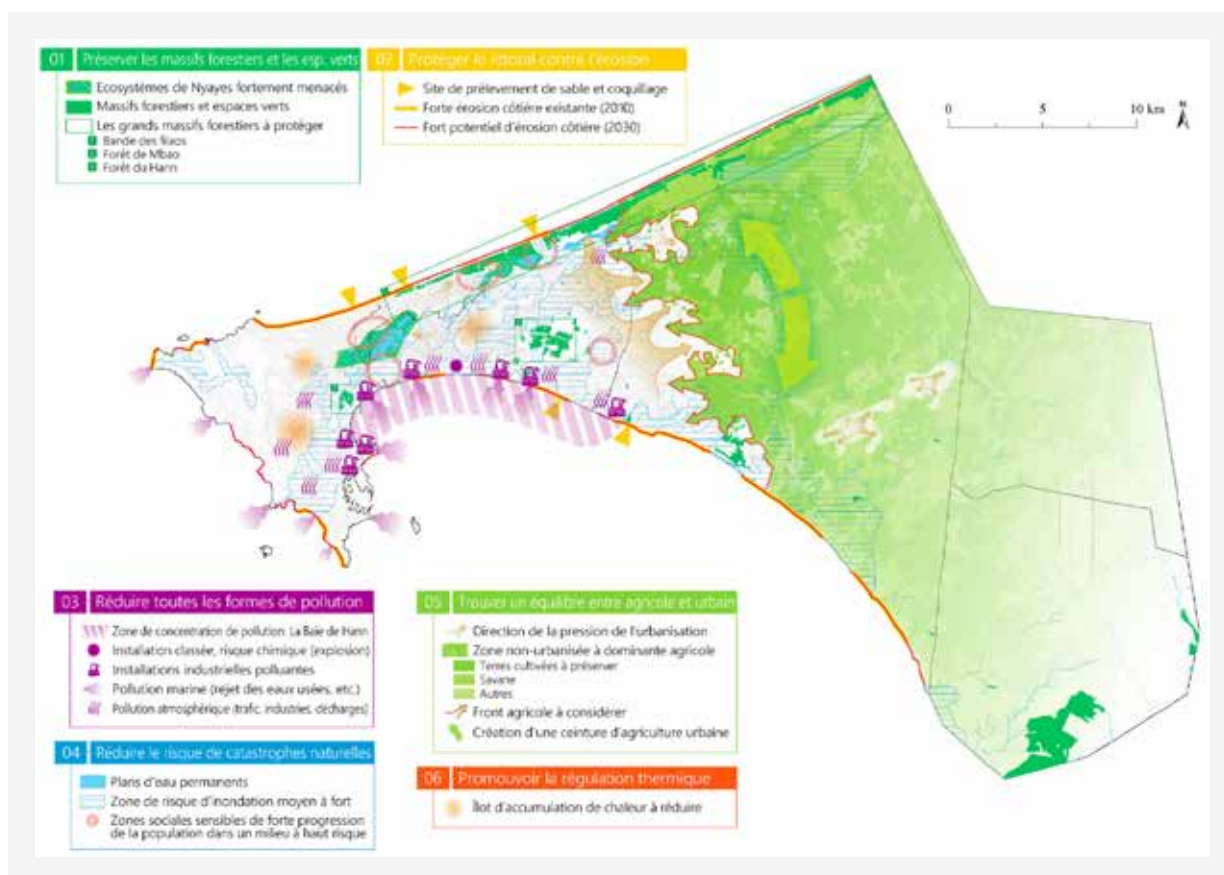 01 Préserver les massifs forestiers et les esp. verts
Ecosystèmes de Nyayes fortement menacés
Massifs forestiers et espaces verts
Les grands massifs forestiers à protéger
Bande des filaos
Forêt de Mbao
Forêt du Hann
02 Protéger le littoral contre l'érosion
Site de prélèvement de sable et coquillage
Forte érosion côtière existante (2010)
Fort potentiel d'érosion côtière (2030)
0 5 10 km
N
03 Réduire toutes les formes de pollution
Zone de concentration de pollution: La Baie de Hann
Installation classée, risque chimique (explosion)
Installations industrielles polluantes
Pollution marine (rejet des eaux usées, etc.)
Pollution atmosphérique (trafic, industries, décharges)
04 Réduire le risque de catastrophes naturelles
Plans d'eau permanents
Zone de risque d'inondation moyen à fort
Zones sociales sensibles de forte progression
de la population dans un milieu à haut risque
05 Trouver un équilibre entre agricole et urbain
Direction de la pression de l'urbanisation
Zone non-urbanisée à dominante agricole
Terres cultivées à préserver
Savane
Autres
Front agricole à considérer
Création d'une ceinture d'agriculture urbaine
06 Promouvoir la régulation thermique
Îlot d'accumulation de chaleur à réduire